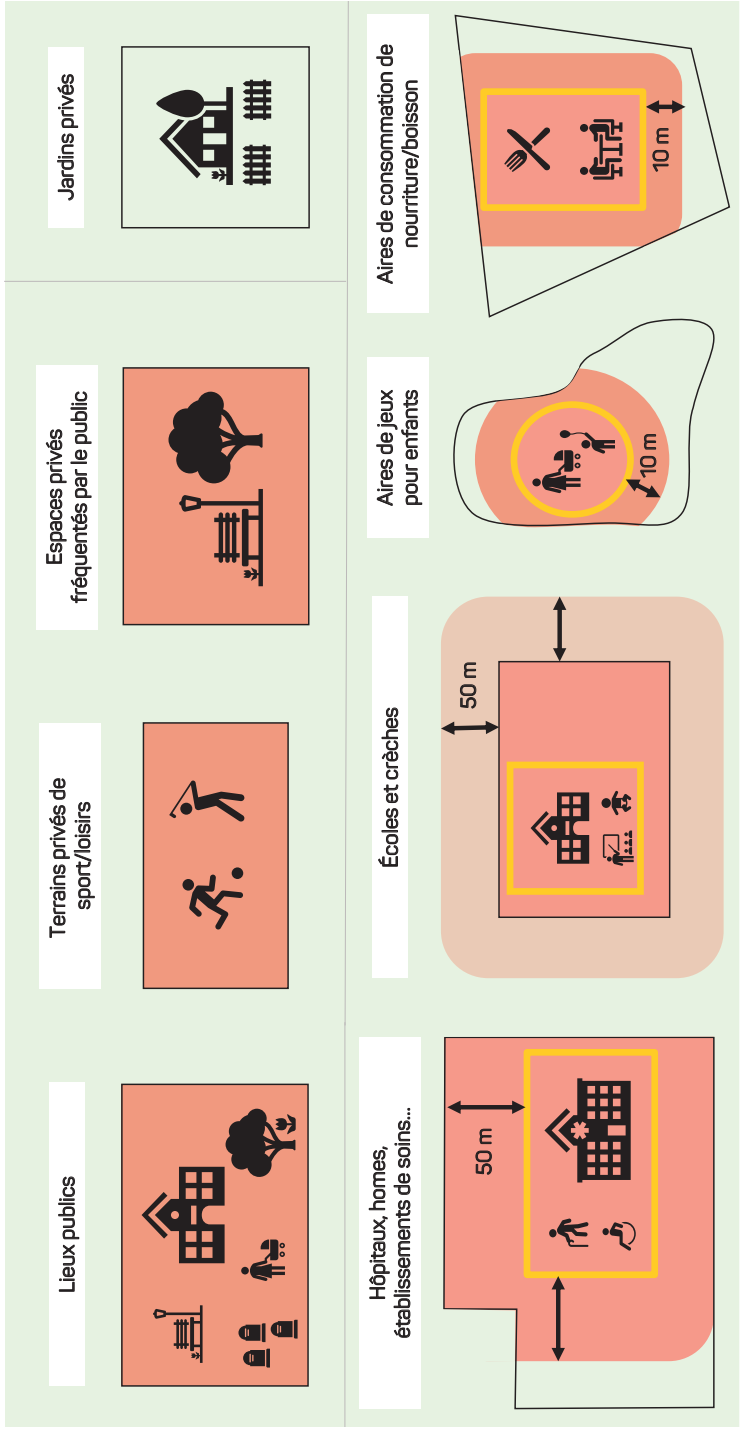 Lieux publics
Terrains privés de
sport/loisirs
Espaces privés
fréquentés par le public
Jardins privés
Hôpitaux, homes,
établissements de soins...
50 m
Écoles et crèches
50 m
Aires de jeux
pour enfants
10 m
Aires de consommation de
nourriture/boisson
10 m